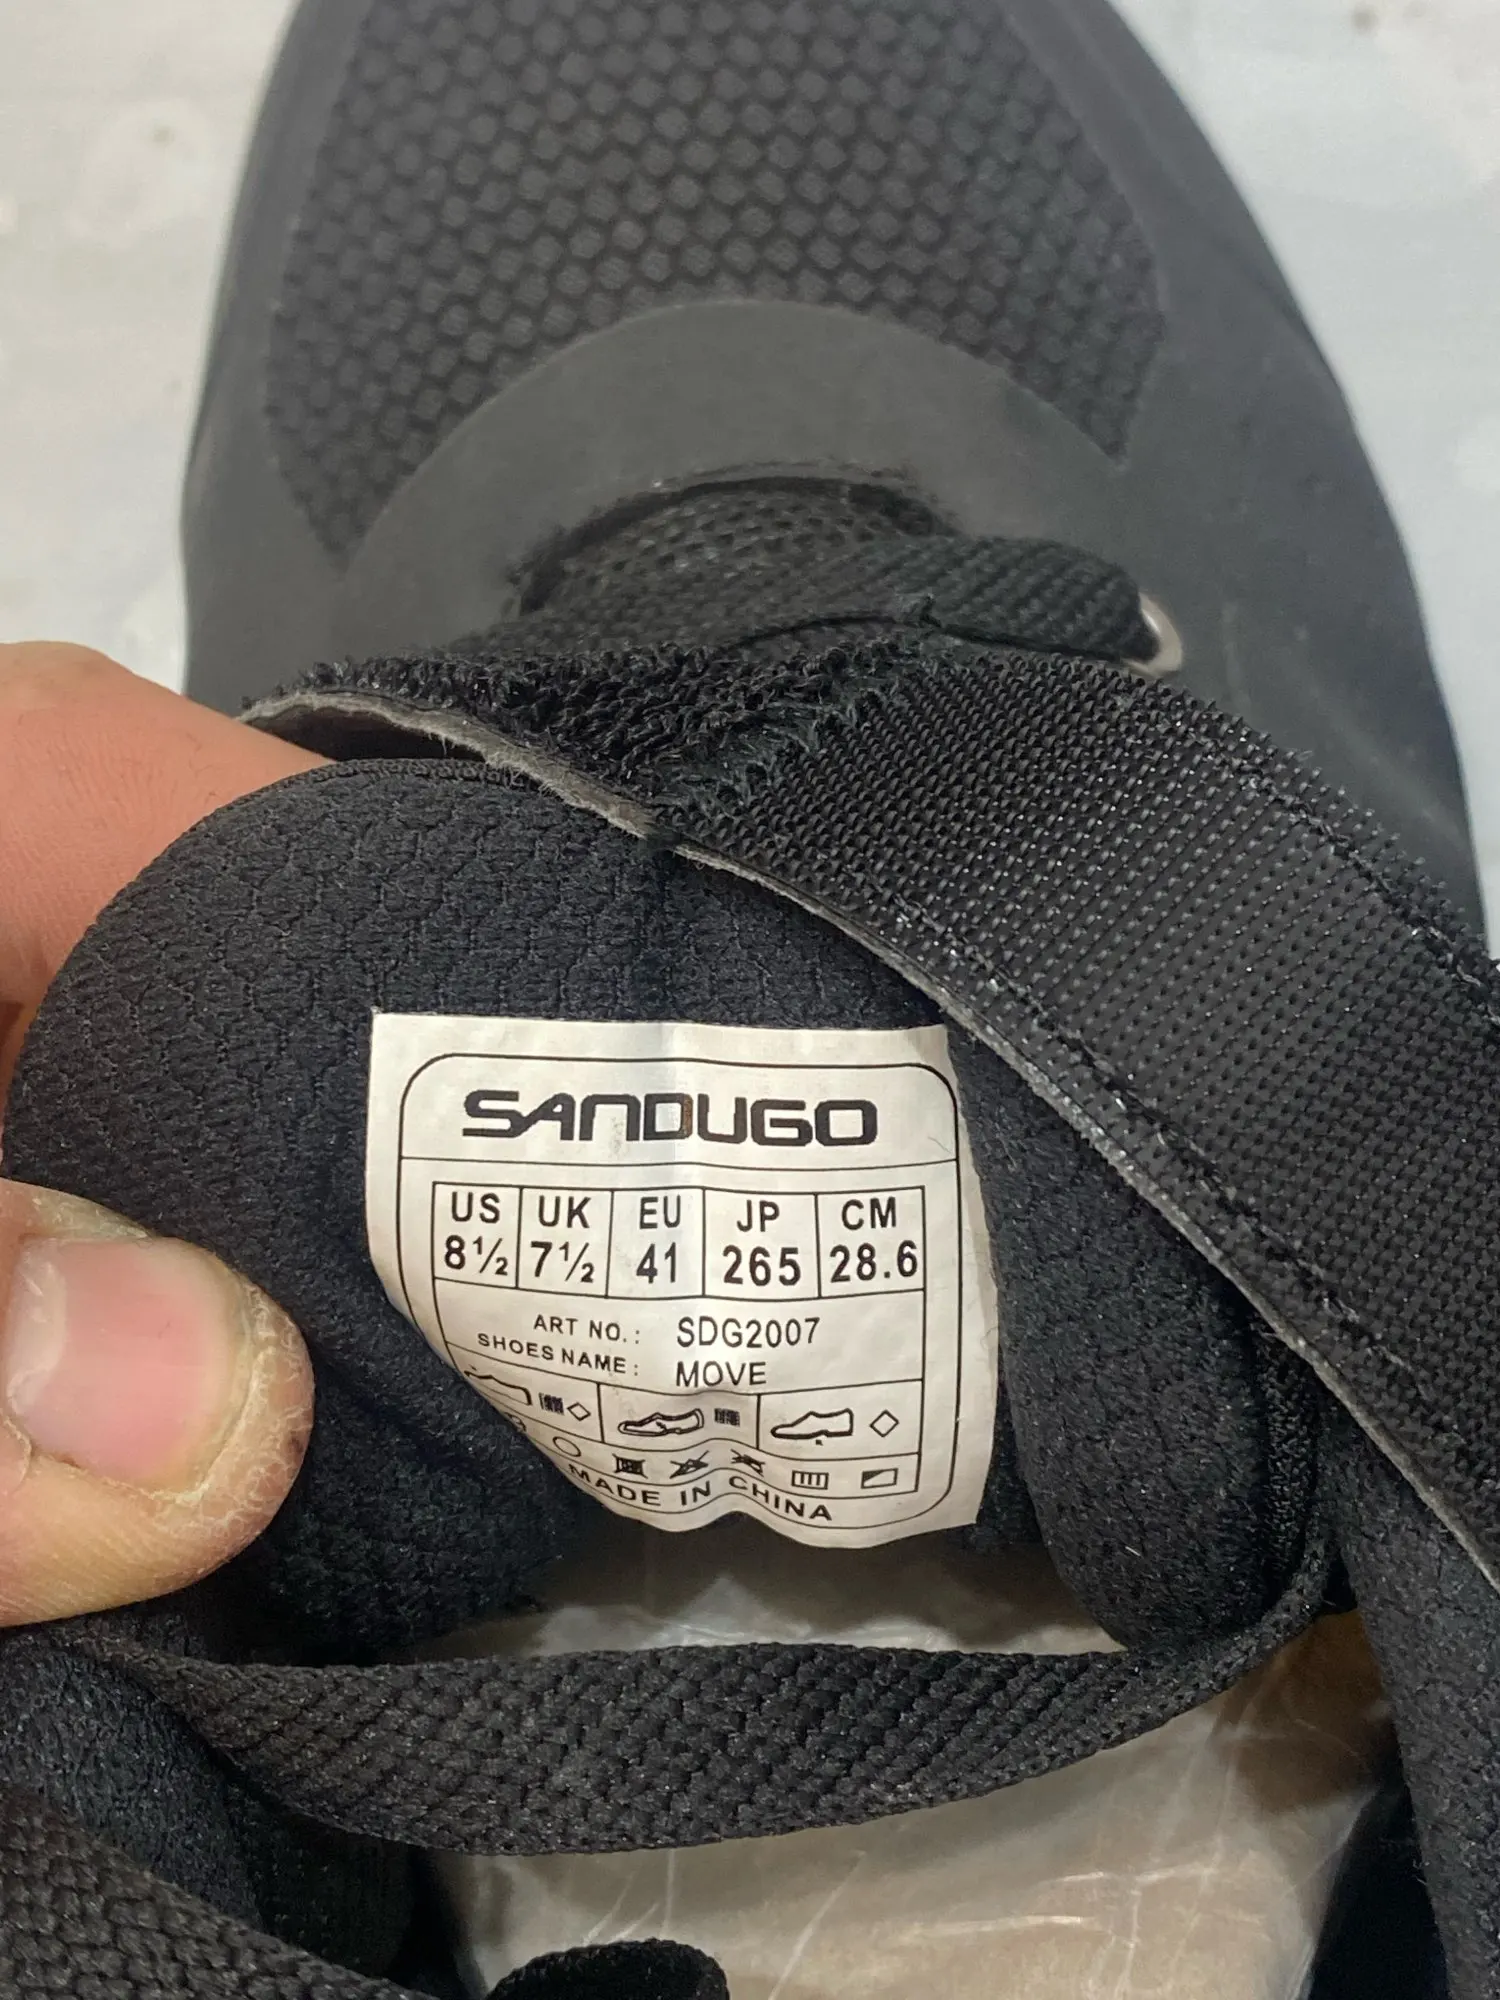 SANDUGO
US UK EU JP CM
8½ 7½ 41 265 28.6
ART NO.: SDG2007
SHOES NAME: MOVE
MADE IN CHINA